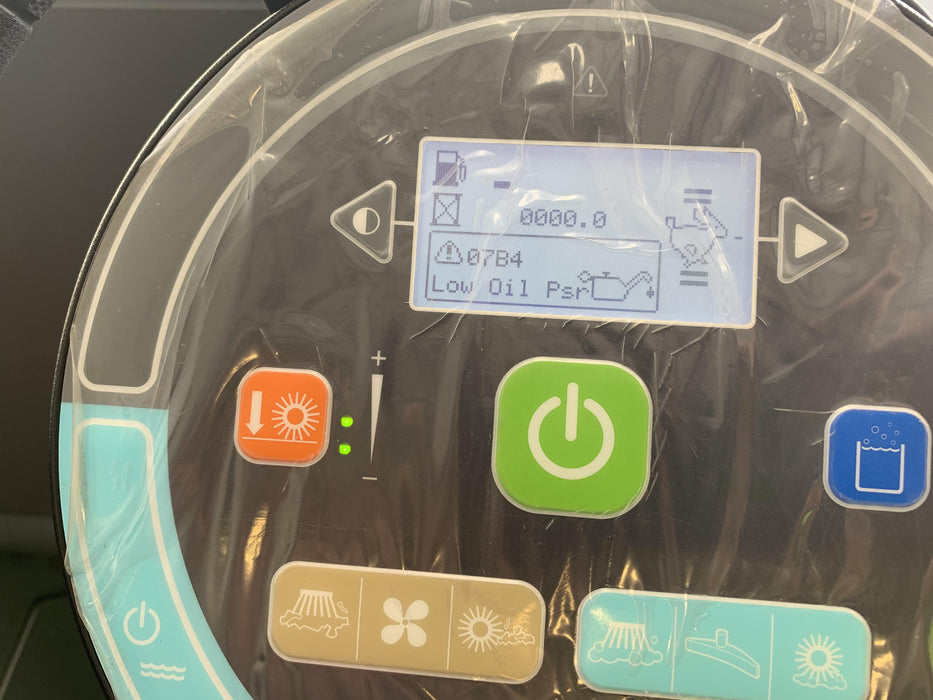 0000.0
07B4
Low Oil Psr
+
-